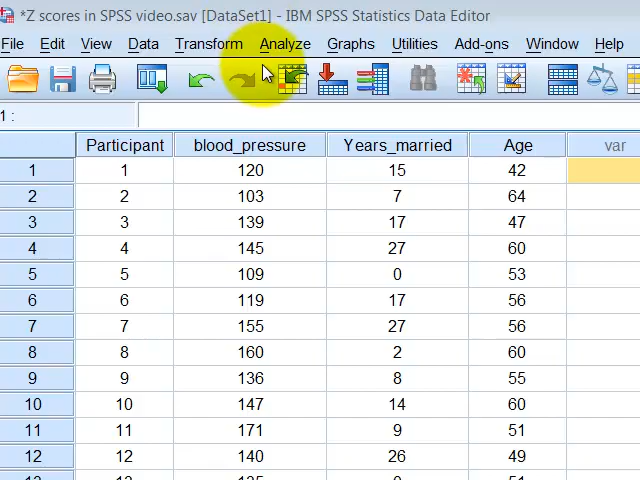 *Z scores in SPSS video.sav [DataSet1] - IBM SPSS Statistics Data Editor
File Edit View Data Transform Analyze Graphs Utilities Add-ons Window Help
1 :
Participant blood_pressure Years_married Age var
1 1 120 15 42
2 2 103 7 64
3 3 139 17 47
4 4 145 27 60
5 5 109 0 53
6 6 119 17 56
7 7 155 27 56
8 8 160 2 60
9 9 136 8 55
10 10 147 14 60
11 11 171 9 51
12 12 140 26 49